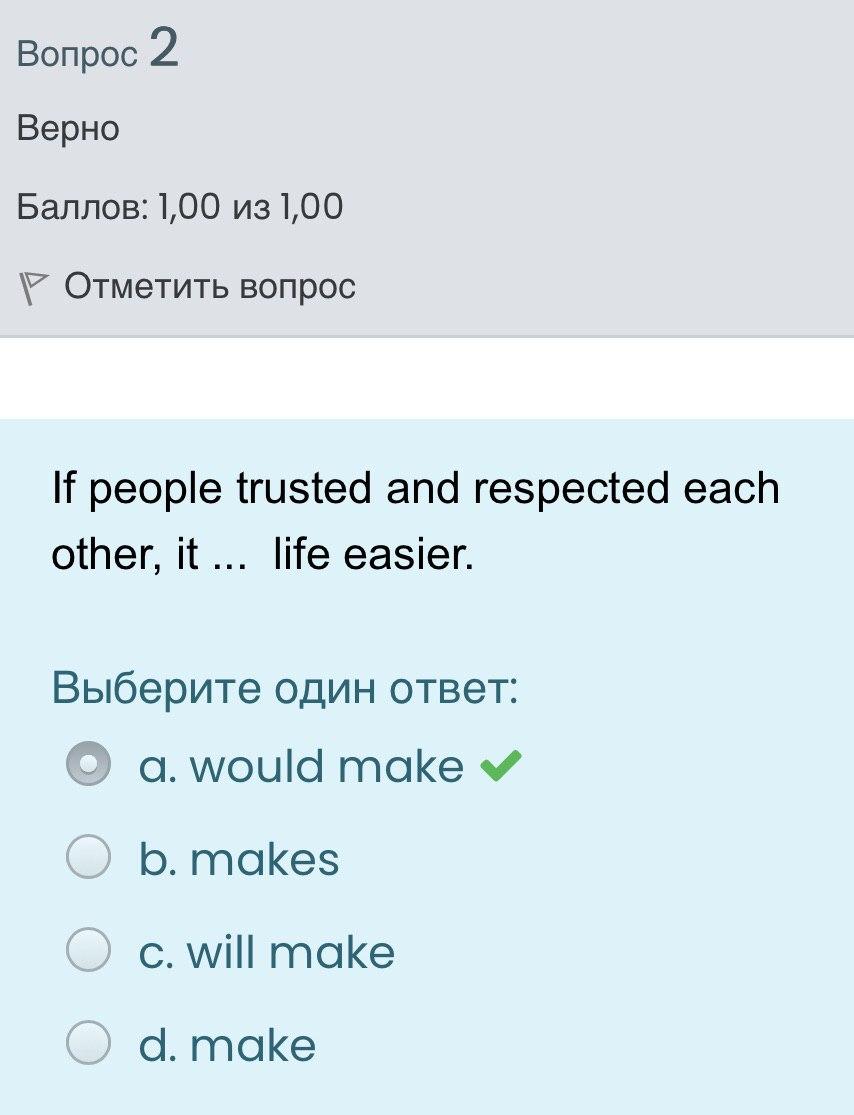 Вопрос 2
Верно
Баллов: 1,00 из 1,00
Отметить вопрос
If people trusted and respected each
other, it ... life easier.
Выберите один ответ:
a. would make
b. makes
c. will make
d. make